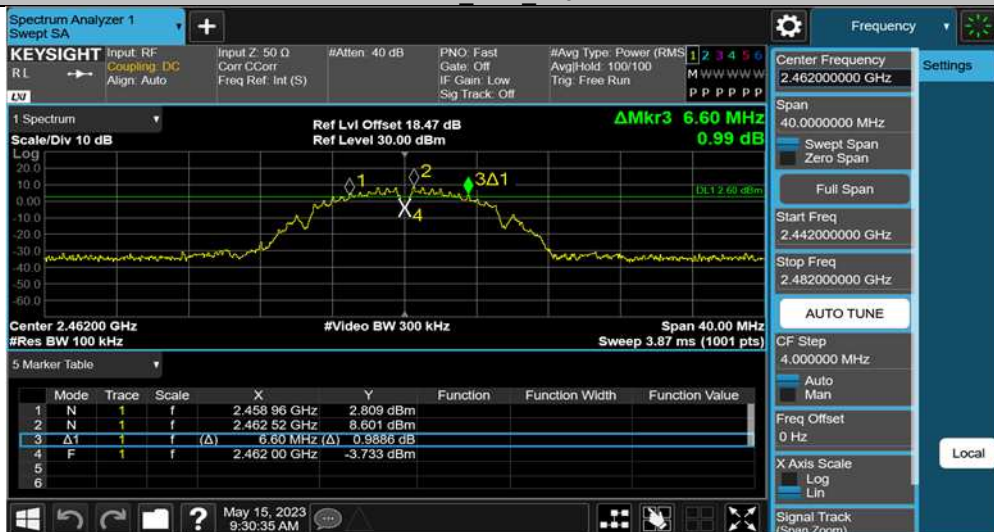 Spectrum Analyzer 1
Swept SA
+
Frequency
KEYSIGHT Input: RF Input Z: 50 Ω #Atten: 40 dB PNO: Fast #Avg Type: Power (RMS 1 2 3 4 5 6
RL Coupling: DC Corr CCorr Gate: Off Avg|Hold: 100/100 M W W W W W
Align: Auto Freq Ref: Int (S) IF Gain: Low Trig: Free Run
LXI Sig Track: Off P P P P P P
1 Spectrum
Ref Lvl Offset 18.47 dB ΔMkr3 6.60 MHz
Scale/Div 10 dB Ref Level 30.00 dBm 0.99 dB
Log
20.0
10.0
0.00
-10.0
-20.0
-30.0
-40.0
-50.0
-60.0
1
2
3Δ1
4
DL1 2.60 dBm
Center 2.46200 GHz #Video BW 300 kHz Span 40.00 MHz
#Res BW 100 kHz Sweep 3.87 ms (1001 pts)
5 Marker Table
Mode Trace Scale X Y Function Function Width Function Value
1 N 1 f 2.458 96 GHz 2.809 dBm
2 N 1 f 2.462 52 GHz 8.601 dBm
3 Δ1 1 f (Δ) 6.60 MHz (Δ) 0.9886 dB
4 F 1 f 2.462 00 GHz -3.733 dBm
5
6
May 15, 2023
9:30:35 AM
Center Frequency
2.462000000 GHz
Span
40.0000000 MHz
Swept Span
Zero Span
Full Span
Start Freq
2.442000000 GHz
Stop Freq
2.482000000 GHz
AUTO TUNE
CF Step
4.000000 MHz
Auto
Man
Freq Offset
0 Hz
X Axis Scale
Log
Lin
Signal Track
(Span Zoom)
Settings
Local